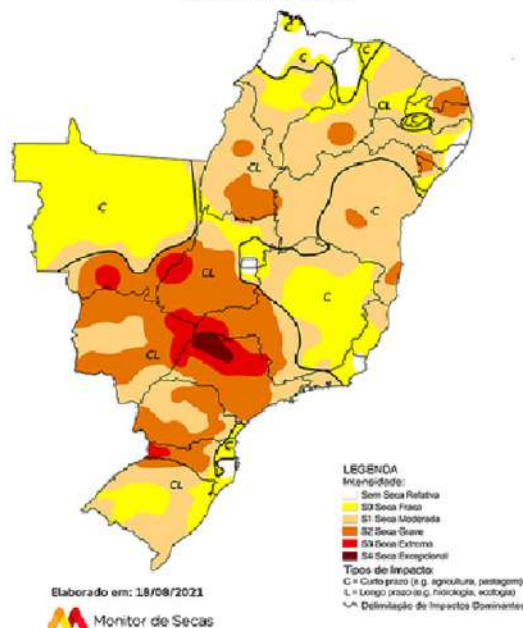 C
C
C
CL
C
C
CL
C
CL
C
CL
C
CL
LEGENDA
Intensidade:
Sem Seca Relativa
S0 Seca Fraca
S1 Seca Moderada
S2 Seca Grave
S3 Seca Extrema
S4 Seca Excepcional
Tipos de Impacto:
C = Curto prazo (e.g. agricultura, pastagem)
L = Longo prazo (e.g. hidrologia, ecologia)
Delimitação de Impactos Dominantes
Elaborado em: 18/08/2021
Monitor de Secas